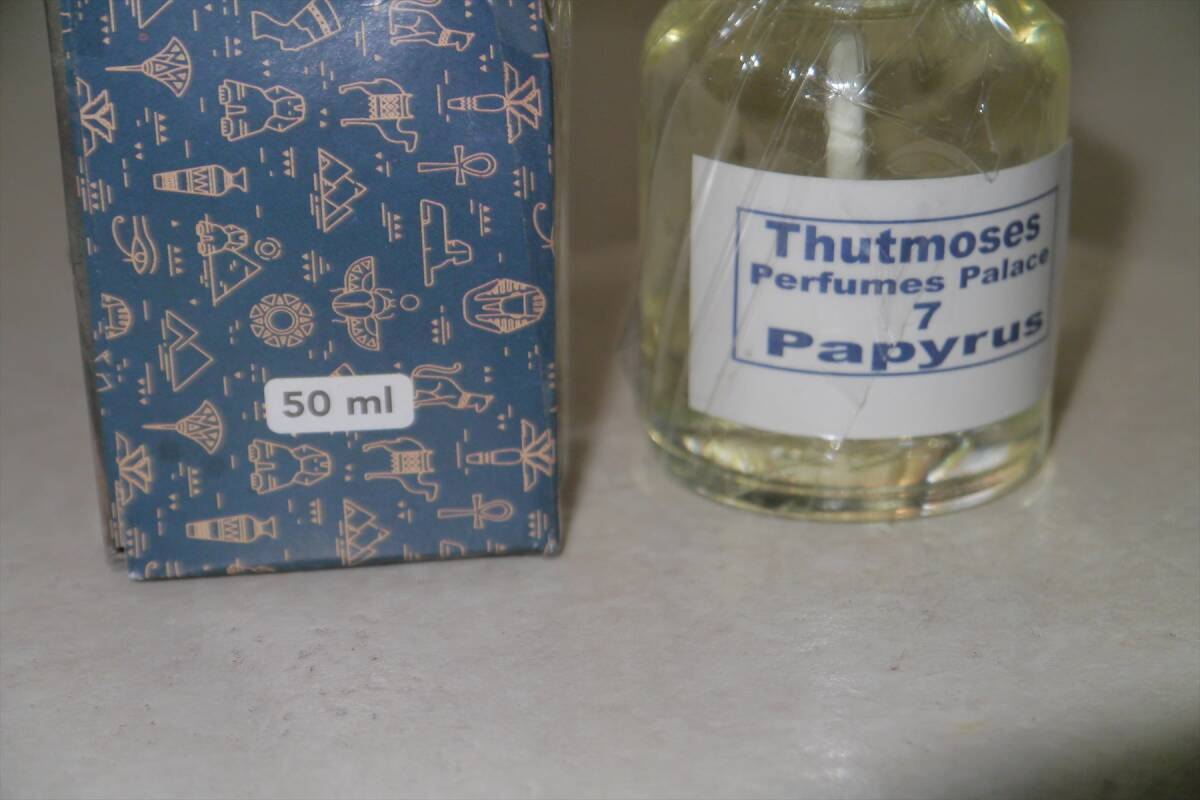 50 ml
Thutmoses
Perfumes Palace
7
Papyrus